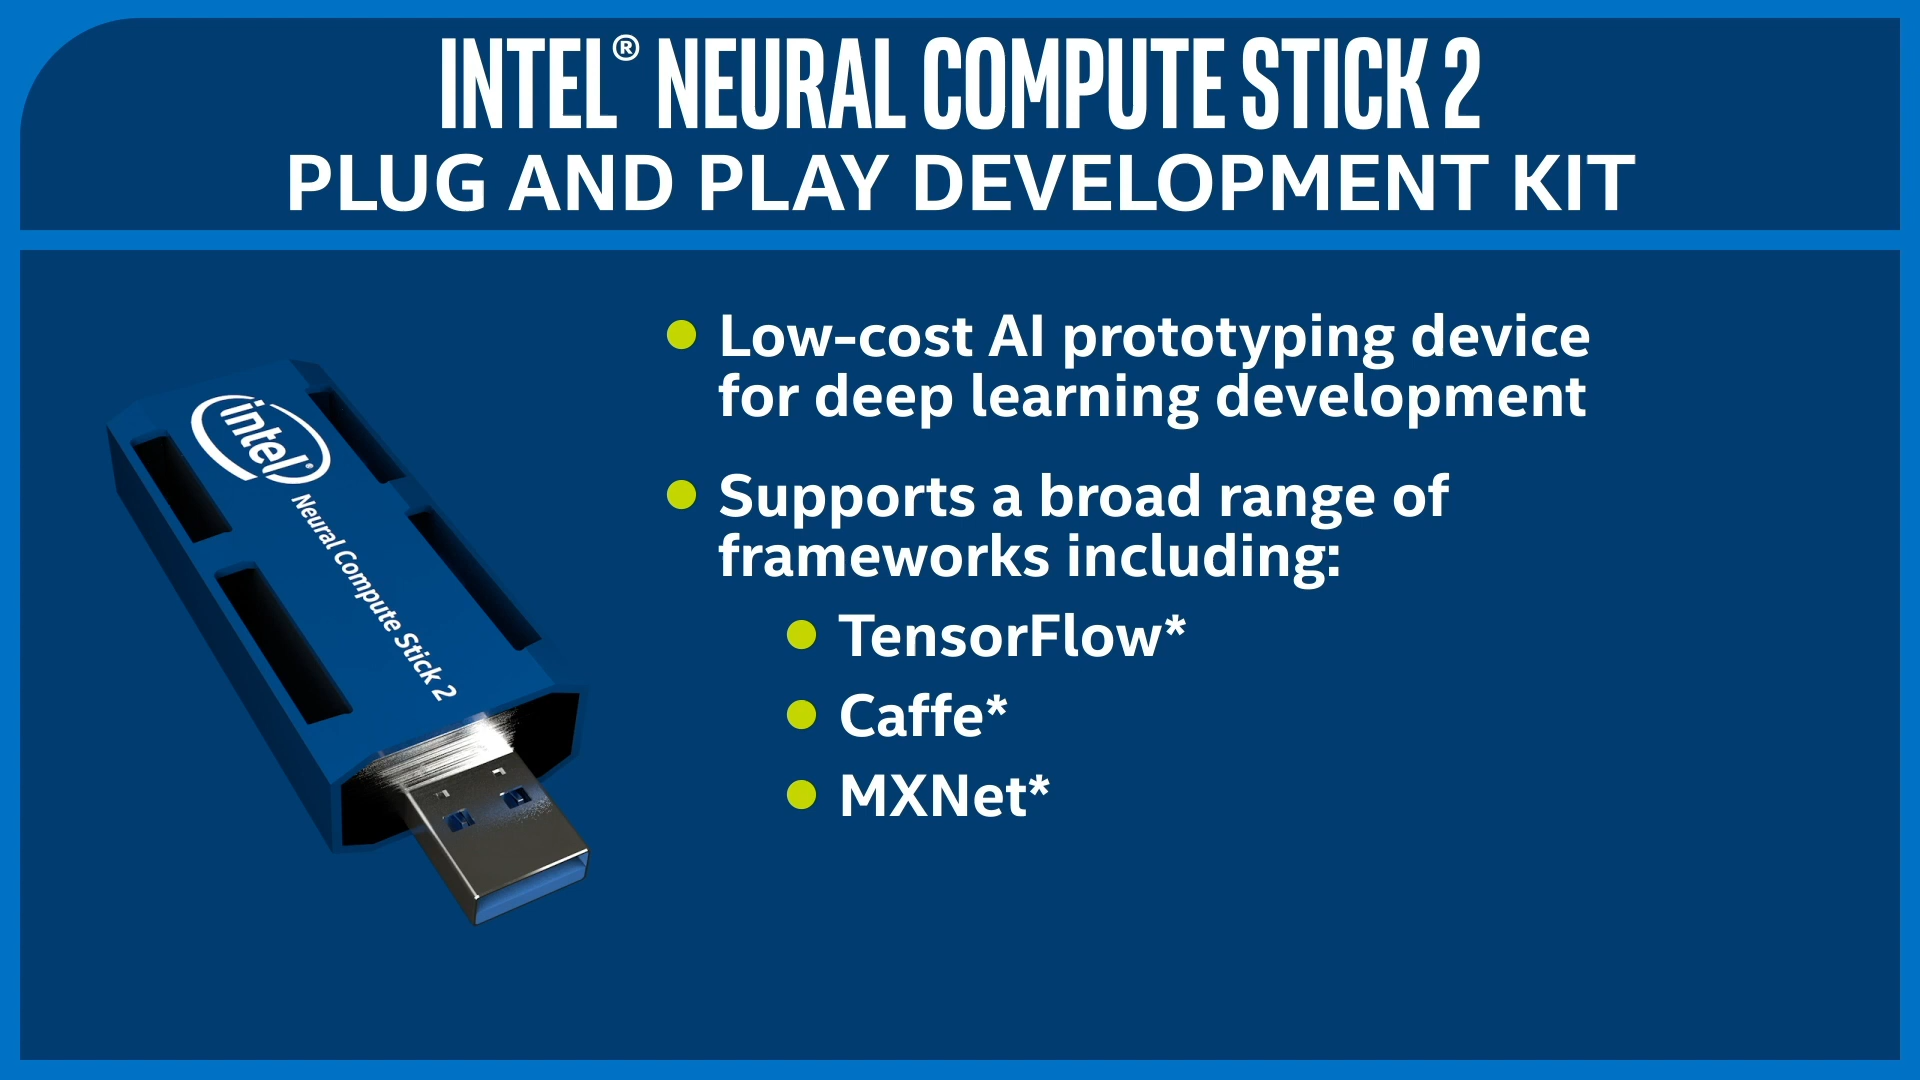 INTEL® NEURAL COMPUTE STICK 2
PLUG AND PLAY DEVELOPMENT KIT
intel®
Neural Compute Stick 2
Low-cost AI prototyping device
for deep learning development
Supports a broad range of
frameworks including:
TensorFlow*
Caffe*
MXNet*